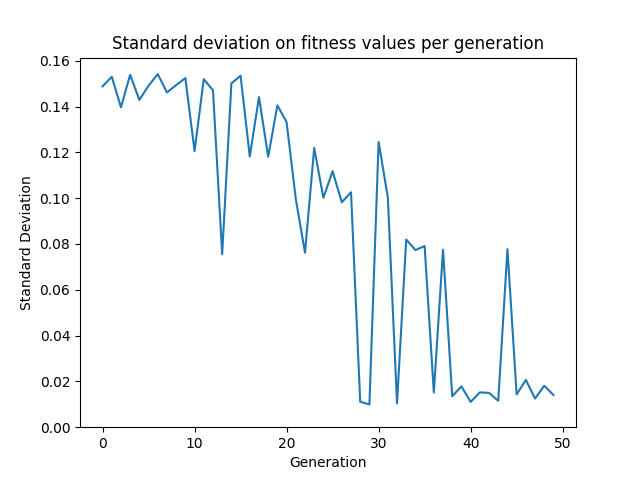 Standard deviation on fitness values per generation
0.16
0.14
0.12
0.10
0.08
0.06
0.04
0.02
0.00
Standard Deviation
0 10 20 30 40 50
Generation